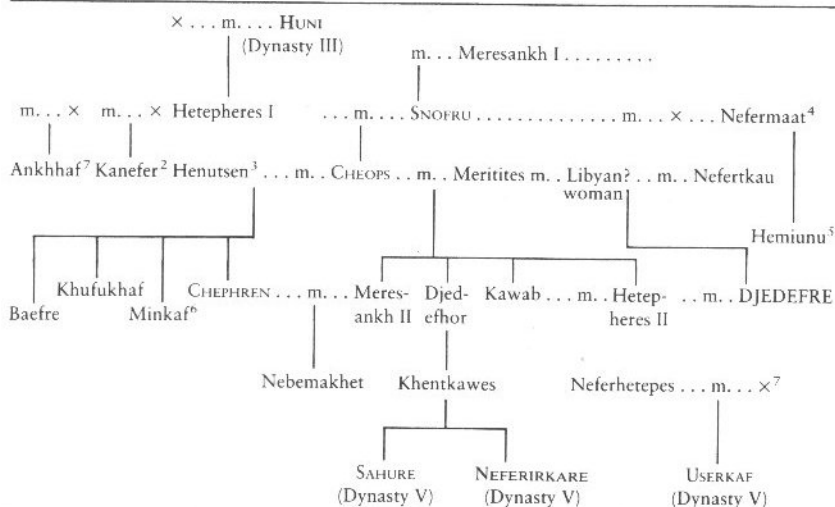 × . . . m. . . . HUNI
(Dynasty III)
m. . . Meresankh I . . . . . . . . .
m. . . × m. . . × Hetepheres I . . . m. . . . SNOFRU . . . . . . . . . . . . . . m. . . × . . . Nefermaat⁴
Ankhhaf⁷ Kanefer² Henutsen³ . . . m. . CHEOPS . . m. . Meritites m. . Libyan? . . m. . Nefertkau
woman
Hemiunu⁵
Khufukhaf CHEPHREN . . . m. . . Meres- Djed- Kawab . . . m. . Hetep- . . m. . DJEDEFRE
Baefre Minkaf⁶ ankh II efhor heres II
Nebemakhet Khentkawes Neferhetepes . . . m. . . ×⁷
SAHURE NEFERIRKARE USERKAF
(Dynasty V) (Dynasty V) (Dynasty V)